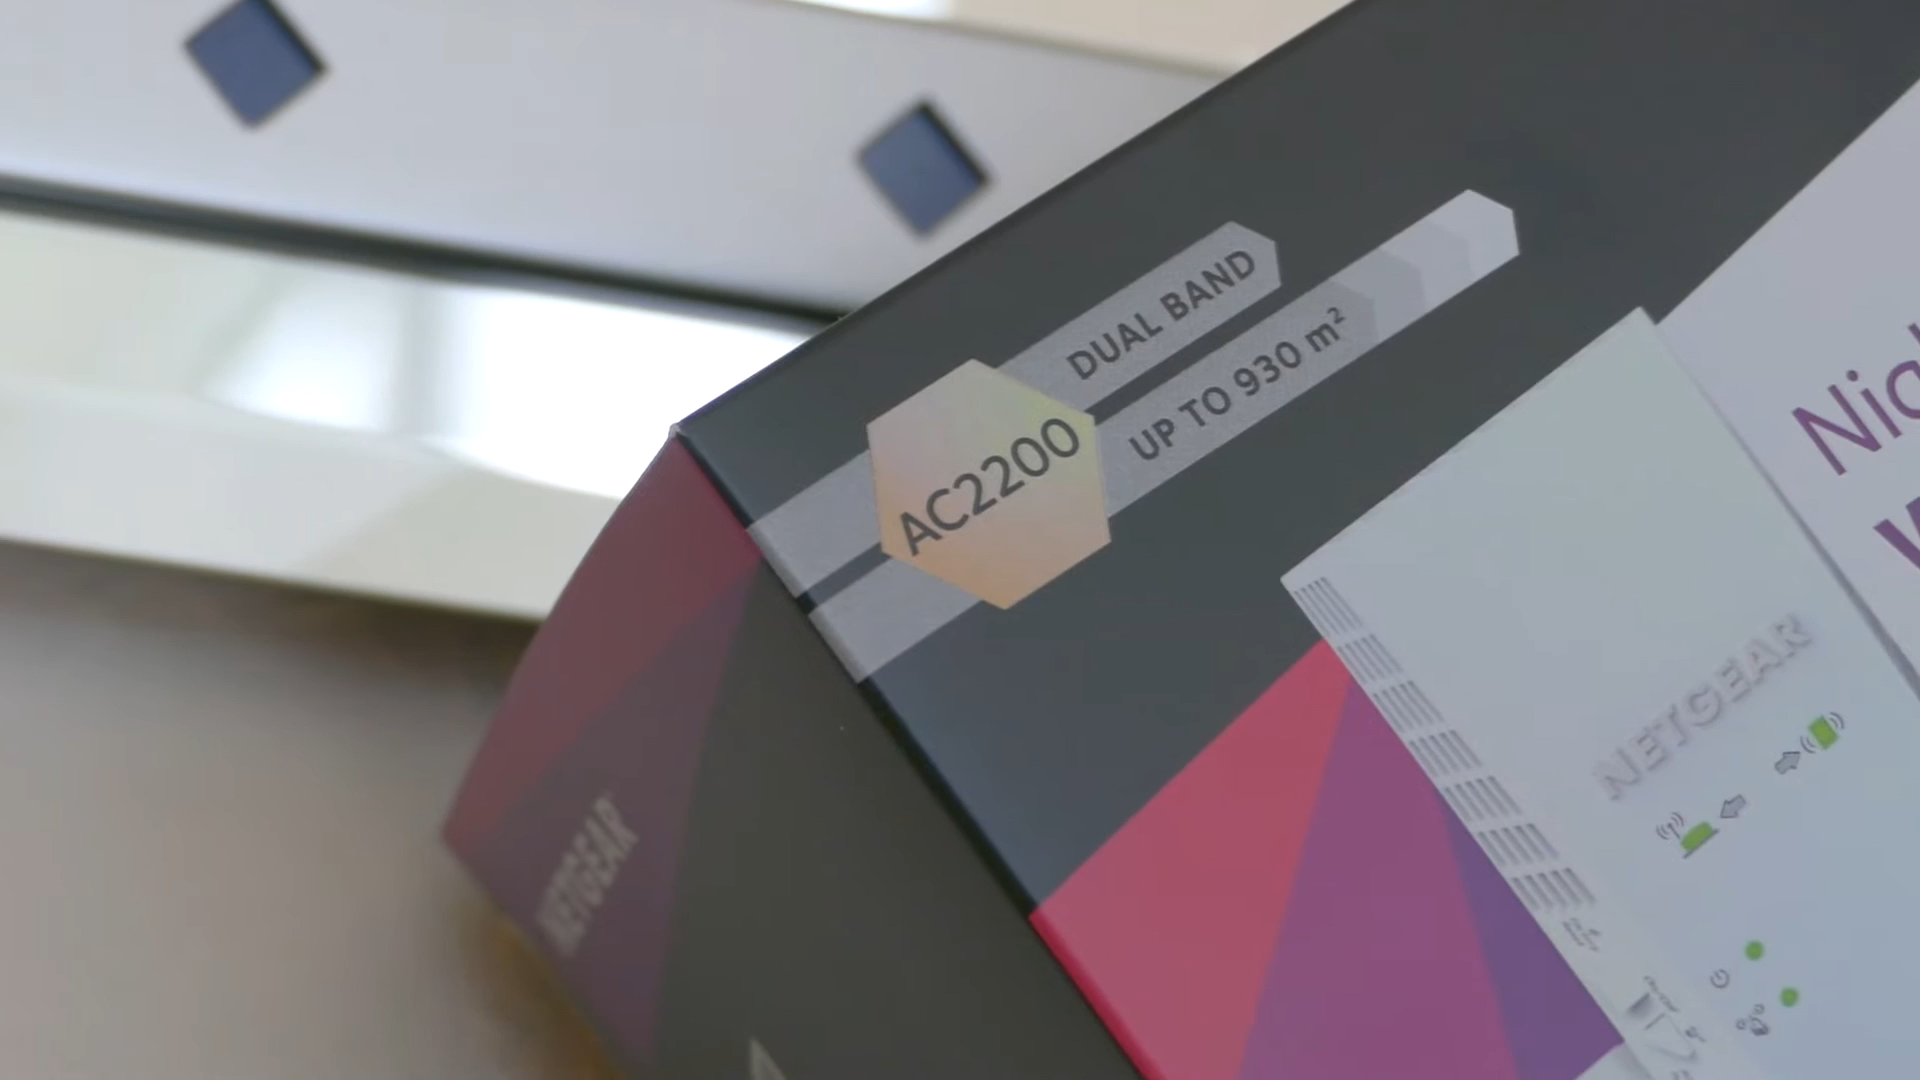 DUAL BAND
UP TO 930 m²
AC2200
NETGEAR
NETGEAR